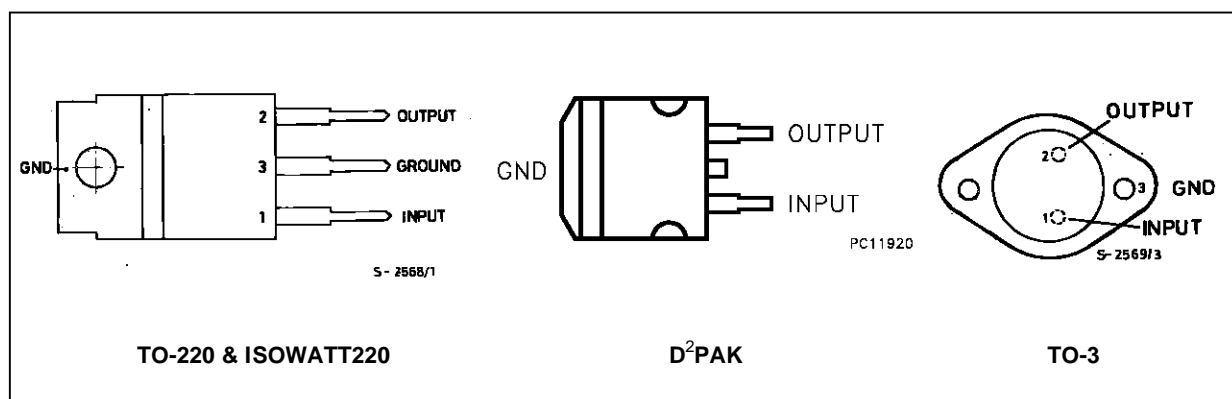 2
OUTPUT
GND
3
GROUND
1
INPUT
S-2568/1
TO-220 & ISOWATT220
GND
OUTPUT
INPUT
PC11920
D²PAK
OUTPUT
2
3
GND
1
INPUT
S-2569/3
TO-3